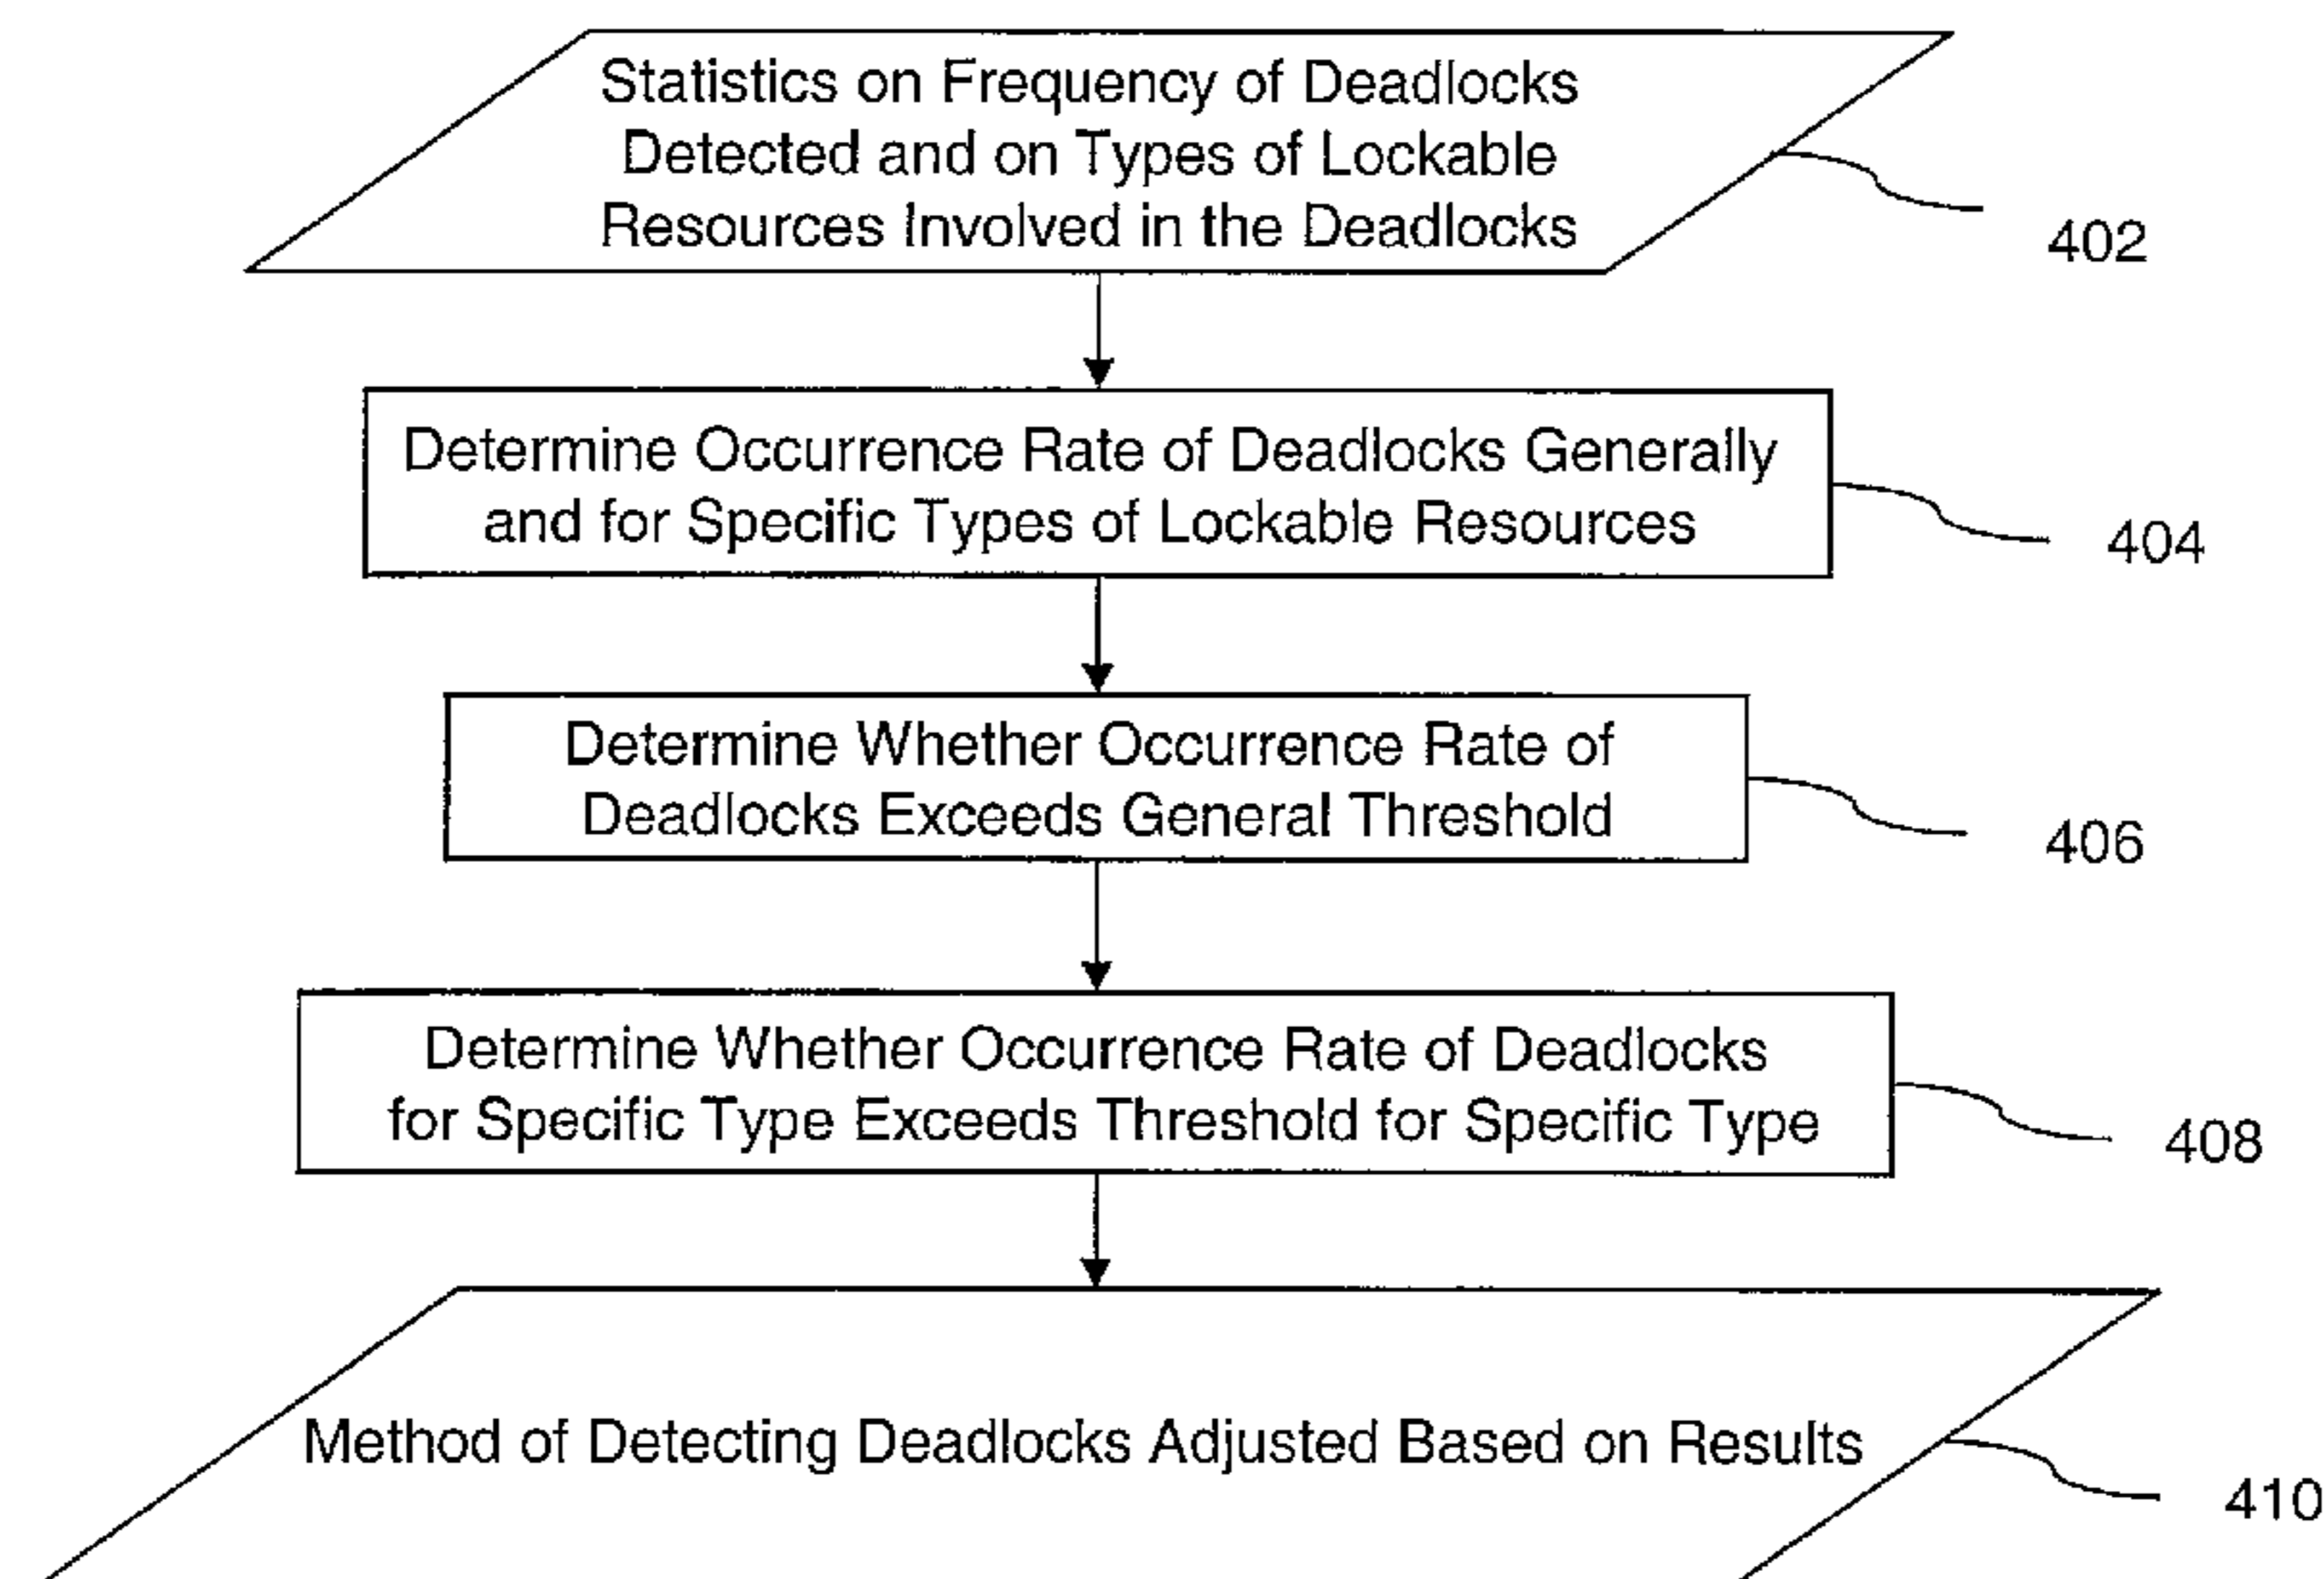 Statistics on Frequency of Deadlocks
Detected and on Types of Lockable
Resources Involved in the Deadlocks
402
Determine Occurrence Rate of Deadlocks Generally
and for Specific Types of Lockable Resources
404
Determine Whether Occurrence Rate of
Deadlocks Exceeds General Threshold
406
Determine Whether Occurrence Rate of Deadlocks
for Specific Type Exceeds Threshold for Specific Type
408
Method of Detecting Deadlocks Adjusted Based on Results
410